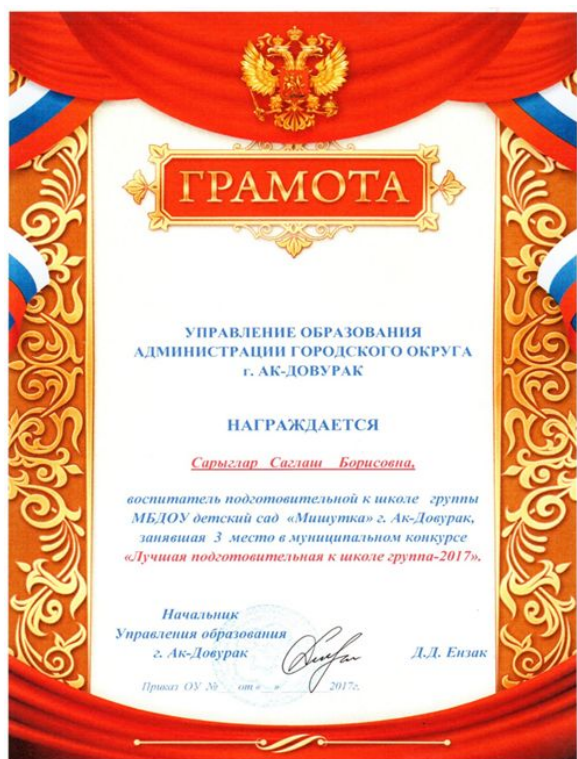 ГРАМОТА
УПРАВЛЕНИЕ ОБРАЗОВАНИЯ
АДМИНИСТРАЦИИ ГОРОДСКОГО ОКРУГА
г. АК-ДОВУРАК
НАГРАЖДАЕТСЯ
Сарыглар Саглаш Борисовна,
воспитатель подготовительной к школе группы
МБДОУ детский сад «Мишутка» г. Ак-Довурак,
занявшая 3 место в муниципальном конкурсе
«Лучшая подготовительная к школе группа-2017».
Начальник
Управления образования
г. Ак-Довурак Д.Д. Ензак
Приказ ОУ № от « » 2017г.